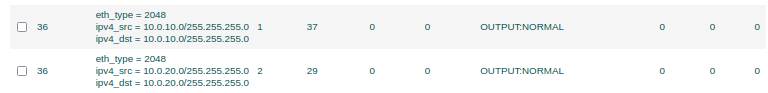 36 eth_type = 2048
ipv4_src = 10.0.10.0/255.255.255.0 1 37 0 0 OUTPUT:NORMAL 0 0 0
ipv4_dst = 10.0.10.0/255.255.255.0
36 eth_type = 2048
ipv4_src = 10.0.20.0/255.255.255.0 2 29 0 0 OUTPUT:NORMAL 0 0 0
ipv4_dst = 10.0.20.0/255.255.255.0